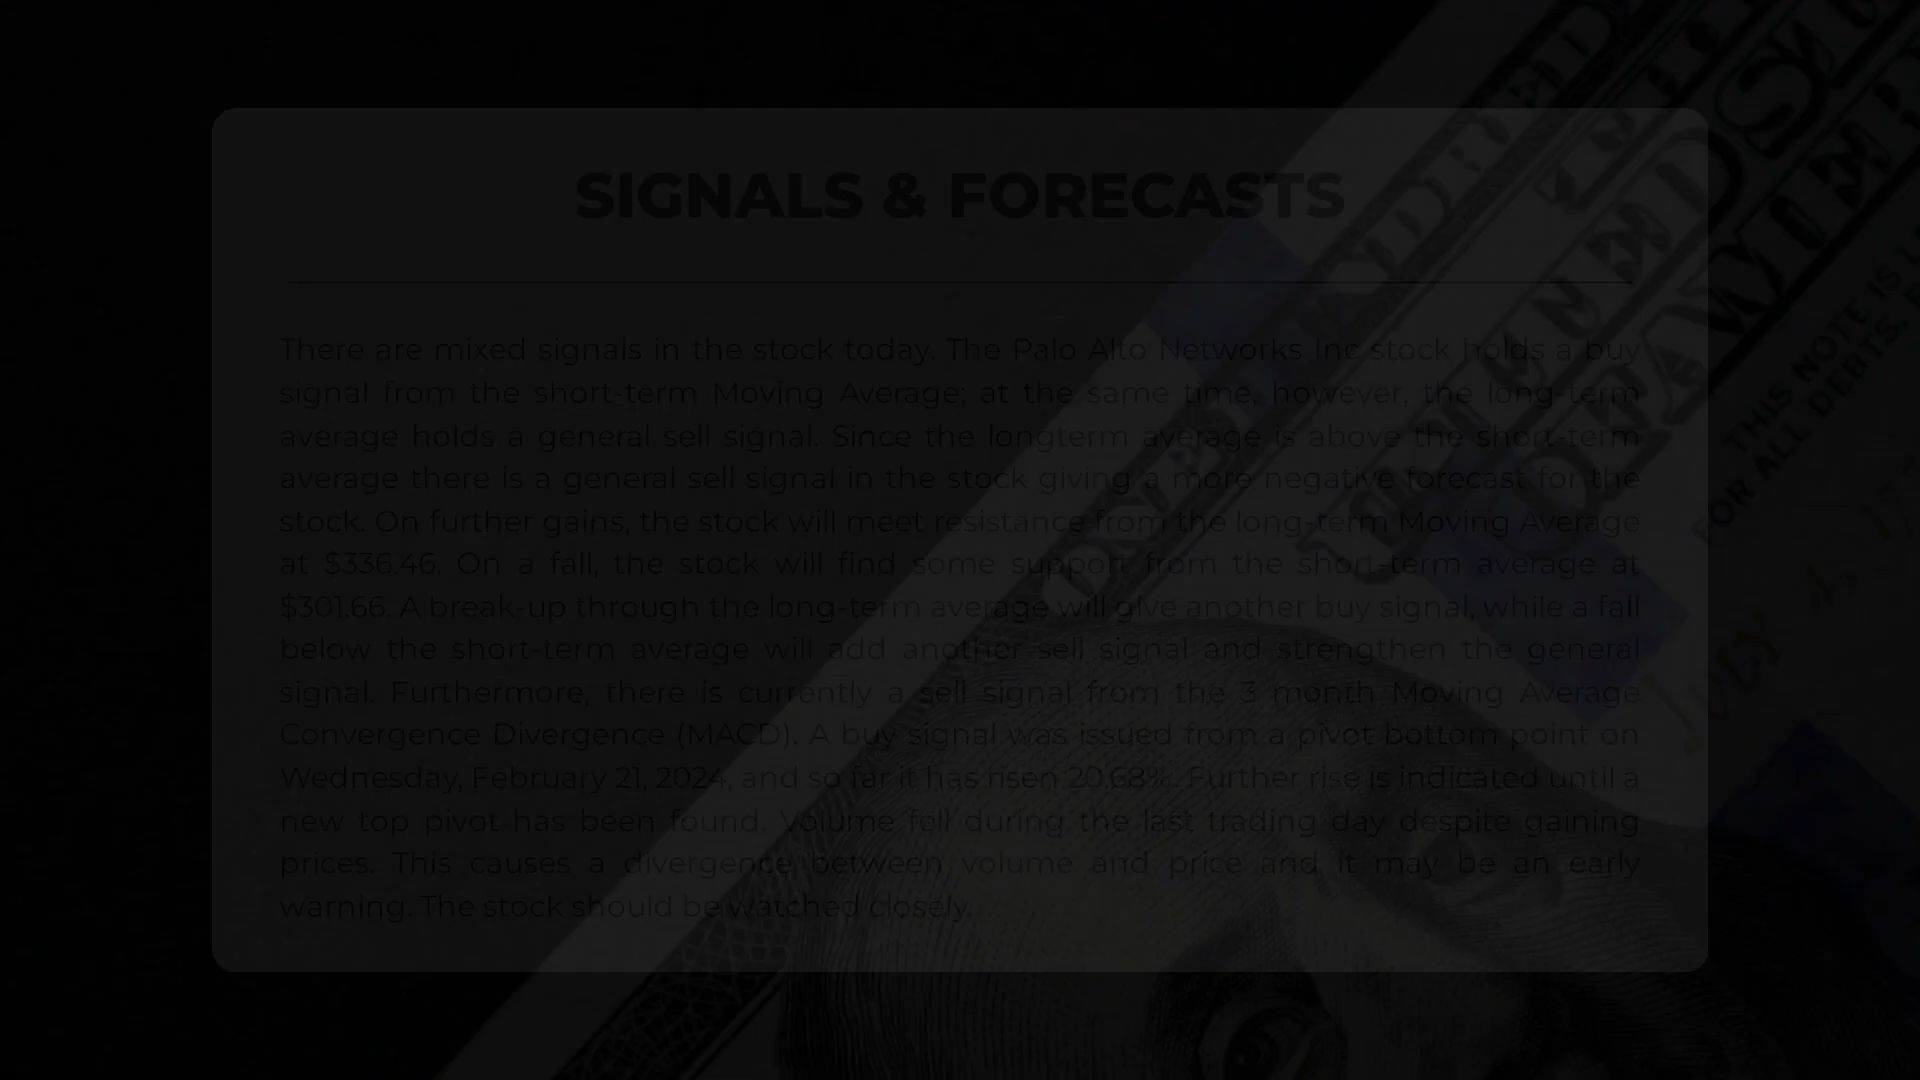 SIGNALS & FORECASTS
There are mixed signals in the stock today. The Palo Alto Networks Inc stock holds a buy
signal from the short-term Moving Average; at the same time, however, the long-term
average holds a general sell signal. Since the longterm average is above the short-term
average there is a general sell signal in the stock giving a more negative forecast for the
stock. On further gains, the stock will meet resistance from the long-term Moving Average
at $336.46. On a fall, the stock will find some support from the short-term average at
$301.66. A break-up through the long-term average will give another buy signal, while a fall
below the short-term average will add another sell signal and strengthen the general
signal. Furthermore, there is currently a sell signal from the 3 month Moving Average
Convergence Divergence (MACD). A buy signal was issued from a pivot bottom point on
Wednesday, February 21, 2024, and so far it has risen 20.68%. Further rise is indicated until a
new top pivot has been found. Volume fell during the last trading day despite gaining
prices. This causes a divergence between volume and price and it may be an early
warning. The stock should be watched closely.
THIS NOTE IS
FOR ALL DEBTS,